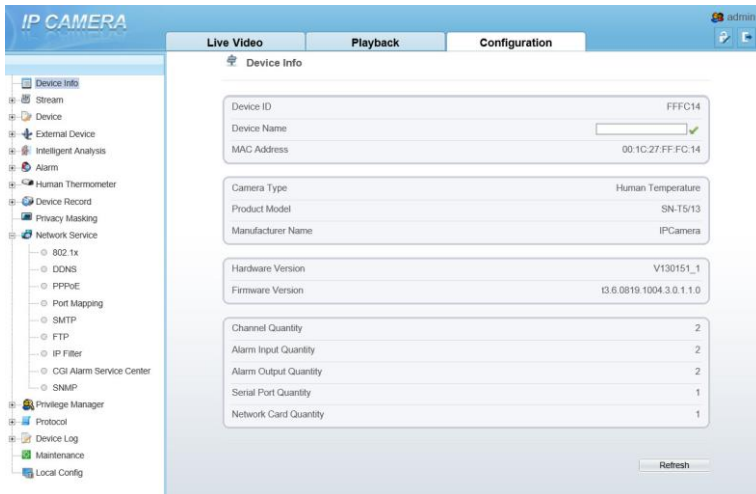 IP CAMERA
admin
Live Video
Playback
Configuration
Device Info
Stream
Device
External Device
Intelligent Analysis
Alarm
Human Thermometer
Device Record
Privacy Masking
Network Service
802.1x
DDNS
PPPoE
Port Mapping
SMTP
FTP
IP Filter
CGI Alarm Service Center
SNMP
Privilege Manager
Protocol
Device Log
Maintenance
Local Config
Device Info
Device ID FFFC14
Device Name
MAC Address 00:1C:27:FF:FC:14
Camera Type Human Temperature
Product Model SN-T5/13
Manufacturer Name IPCamera
Hardware Version V130151_1
Firmware Version t3.6.0819.1004.3.0.1.1.0
Channel Quantity 2
Alarm Input Quantity 2
Alarm Output Quantity 2
Serial Port Quantity 1
Network Card Quantity 1
Refresh